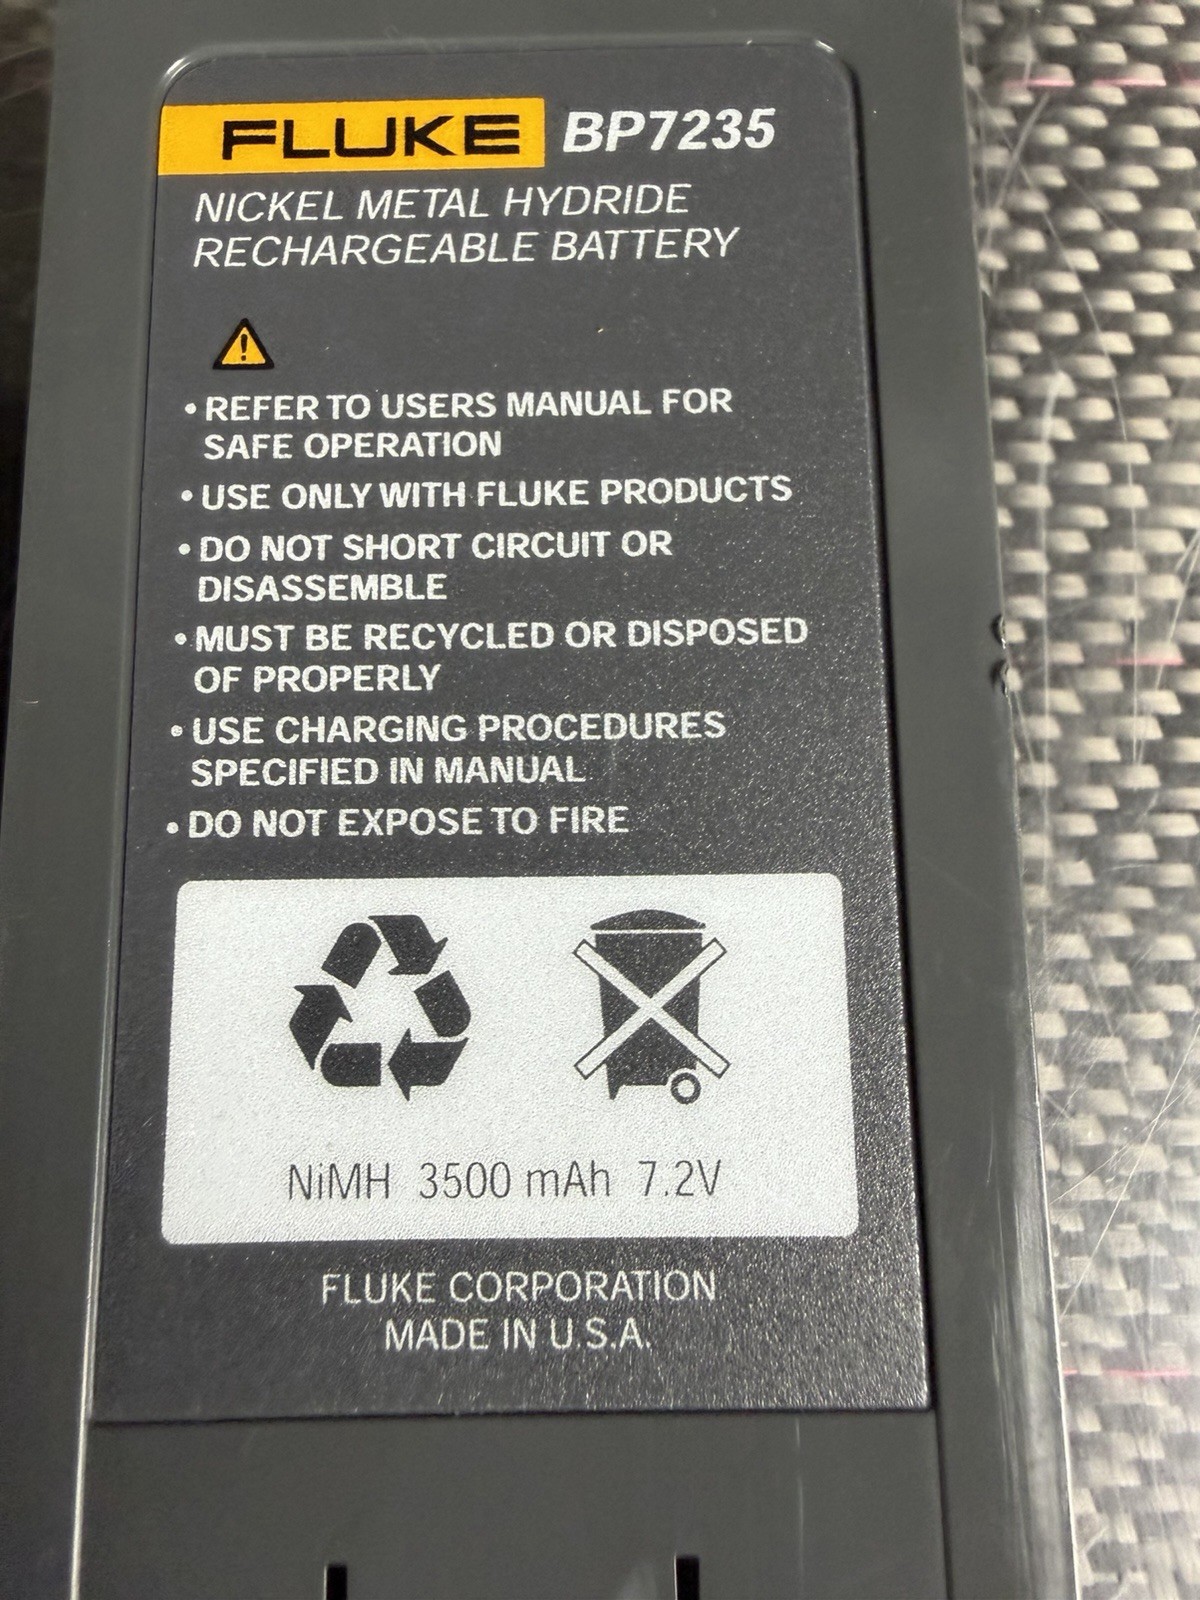 FLUKE BP7235
NICKEL METAL HYDRIDE
RECHARGEABLE BATTERY
• REFER TO USERS MANUAL FOR
SAFE OPERATION
• USE ONLY WITH FLUKE PRODUCTS
• DO NOT SHORT CIRCUIT OR
DISASSEMBLE
• MUST BE RECYCLED OR DISPOSED
OF PROPERLY
• USE CHARGING PROCEDURES
SPECIFIED IN MANUAL
• DO NOT EXPOSE TO FIRE
NiMH 3500 mAh 7.2V
FLUKE CORPORATION
MADE IN U.S.A.